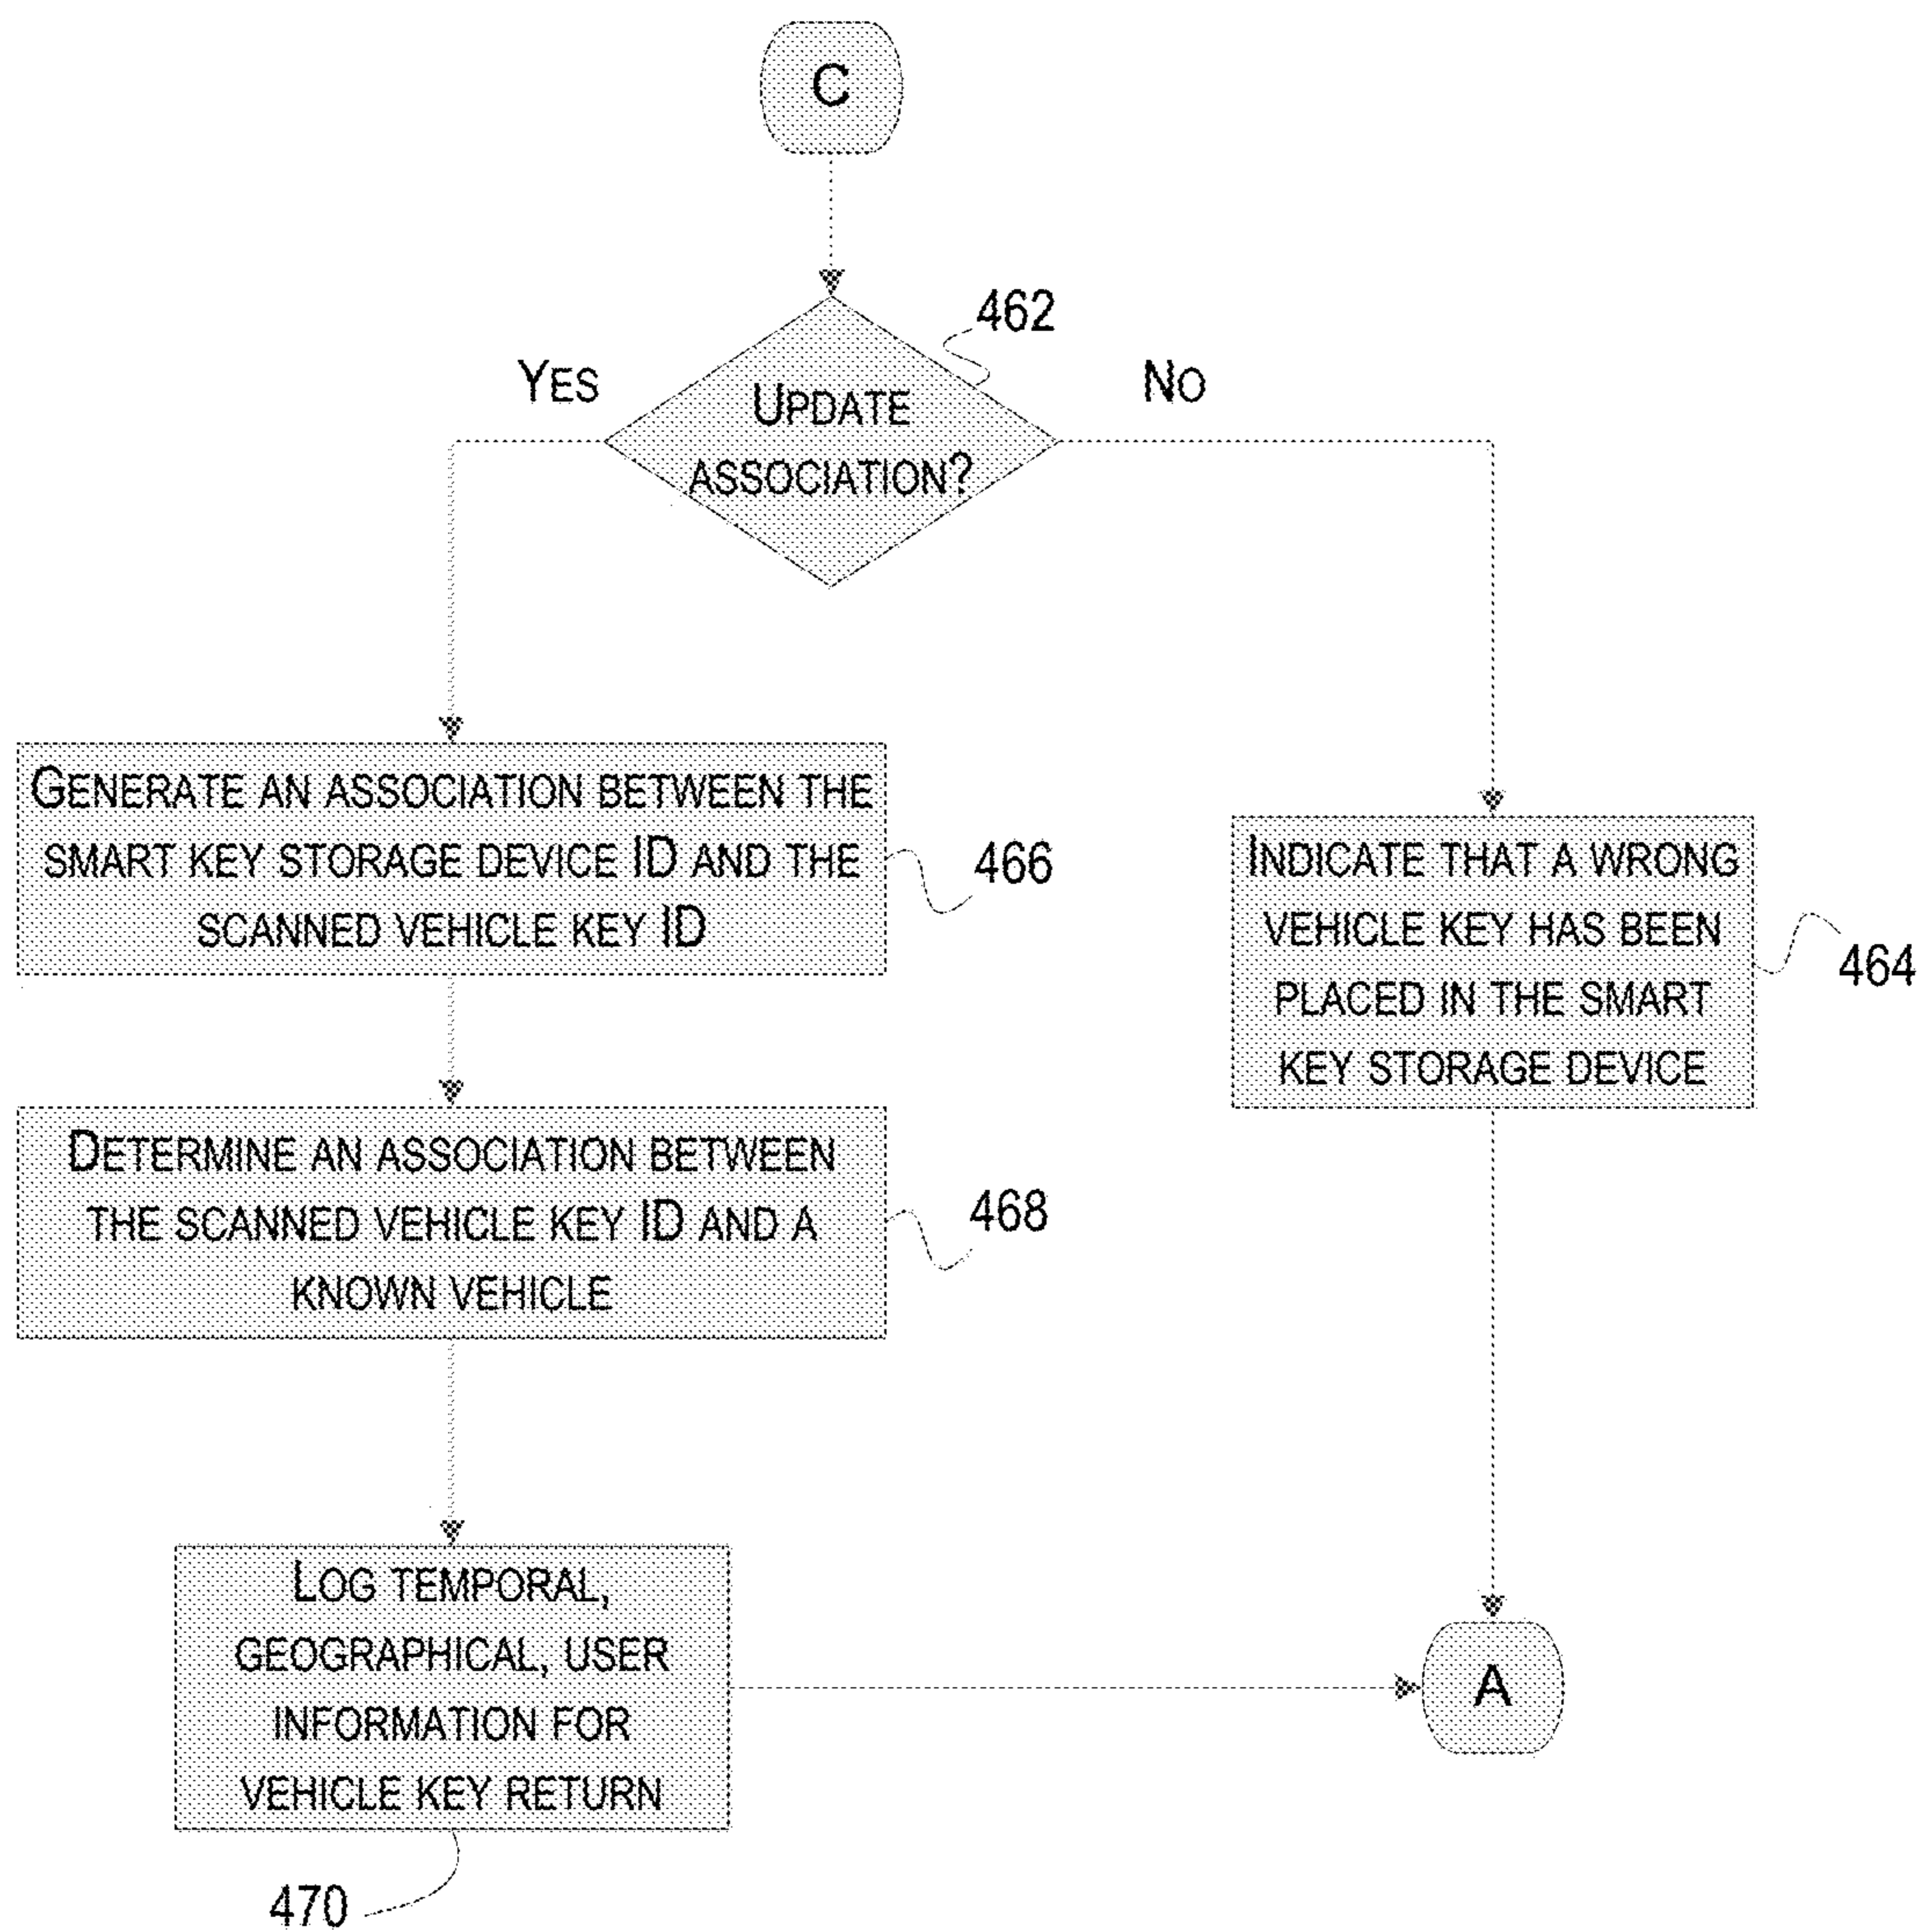 C
462
YES
NO
UPDATE
ASSOCIATION?
GENERATE AN ASSOCIATION BETWEEN THE
SMART KEY STORAGE DEVICE ID AND THE
SCANNED VEHICLE KEY ID
466
INDICATE THAT A WRONG
VEHICLE KEY HAS BEEN
PLACED IN THE SMART
KEY STORAGE DEVICE
464
DETERMINE AN ASSOCIATION BETWEEN
THE SCANNED VEHICLE KEY ID AND A
KNOWN VEHICLE
468
LOG TEMPORAL,
GEOGRAPHICAL, USER
INFORMATION FOR
VEHICLE KEY RETURN
470
A